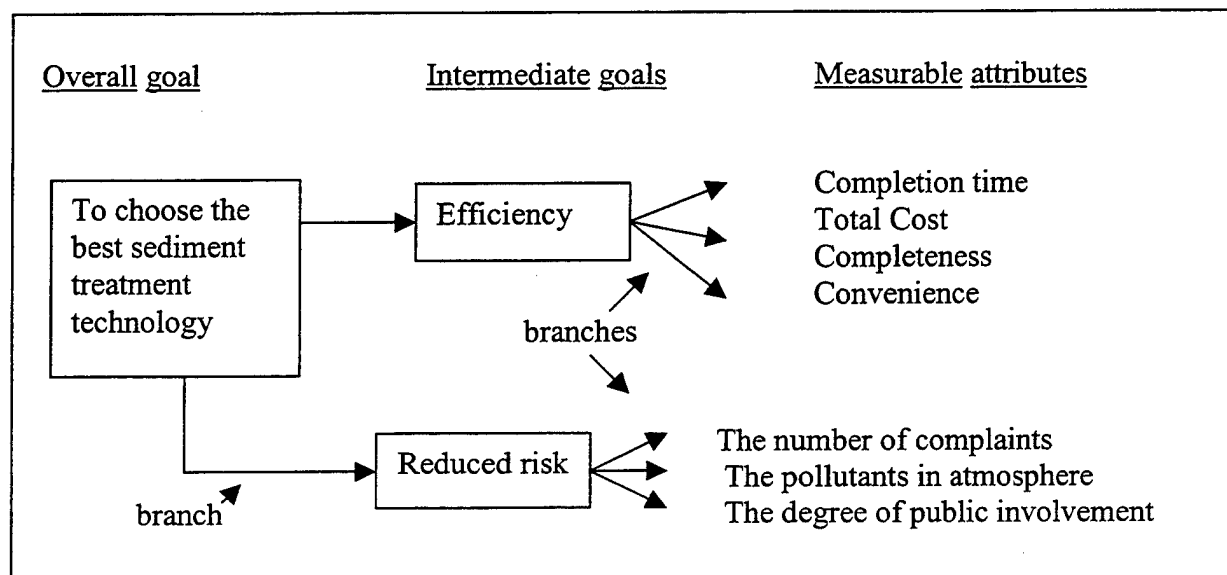 Overall goal
Intermediate goals
Measurable attributes
To choose the
best sediment
treatment
technology
Efficiency
Completion time
Total Cost
Completeness
Convenience
branches
Reduced risk
The number of complaints
The pollutants in atmosphere
The degree of public involvement
branch